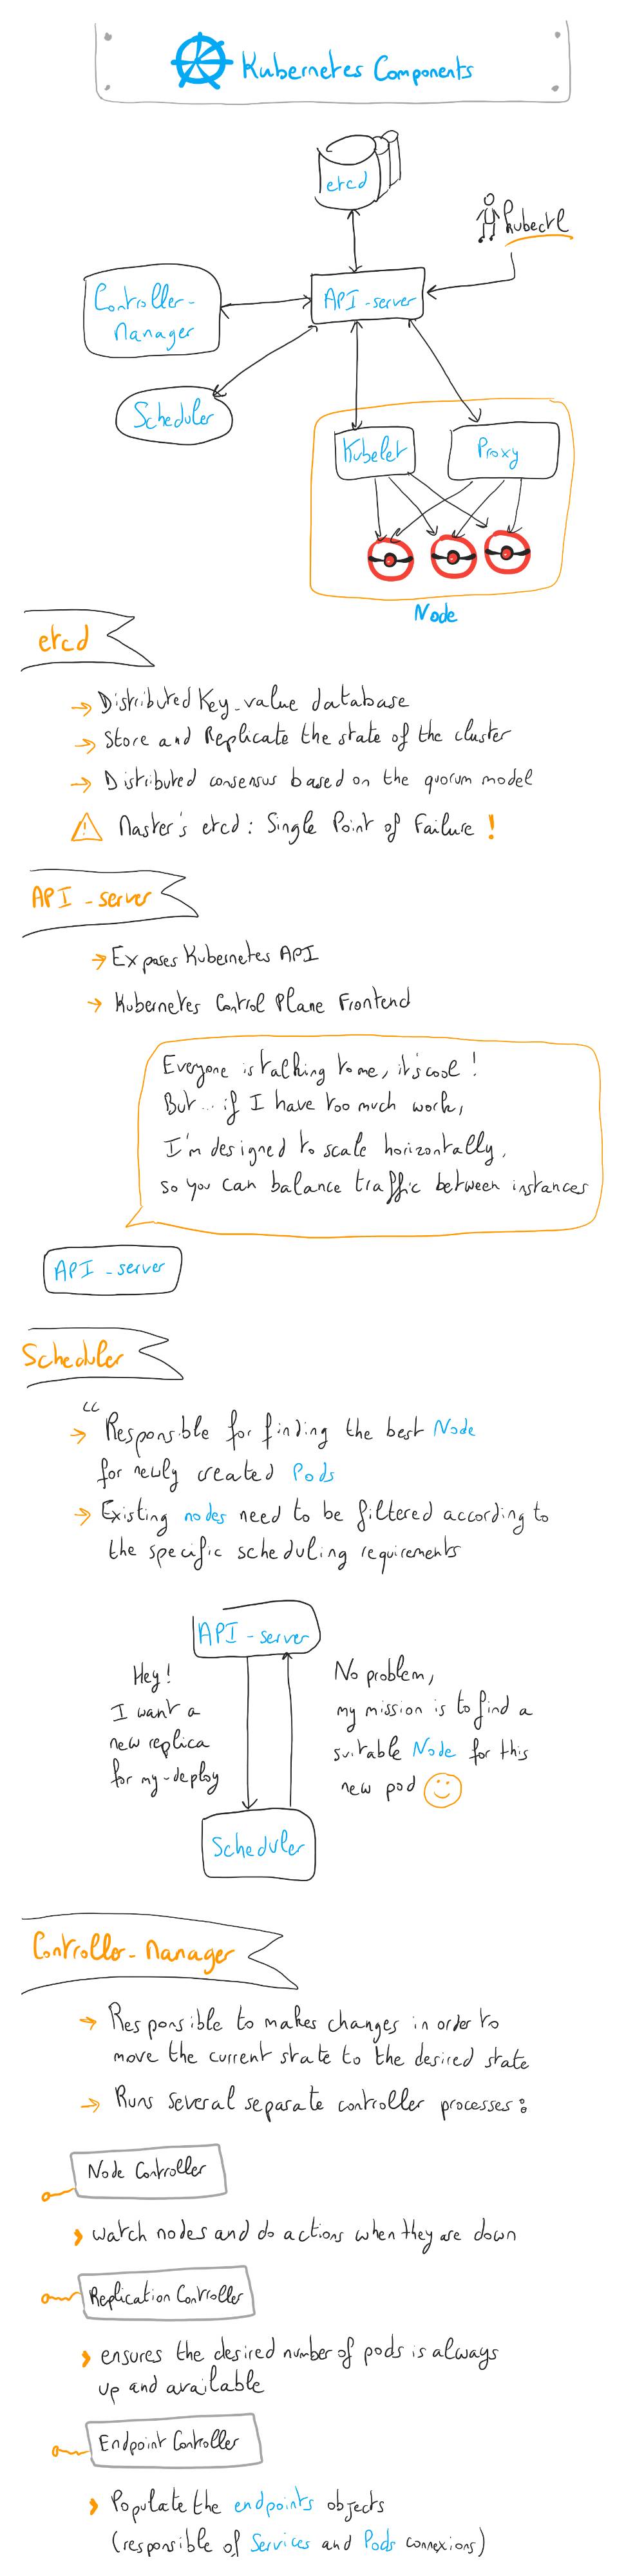 Kubernetes Components
etcd
kubectl
Controller-
Manager
API-server
Scheduler
Kubelet
Proxy
Node
etcd
→ Distributed Key-value database
→ Store and Replicate the state of the cluster
→ Distributed consensus based on the quorum model
⚠ Master's etcd: Single Point of Failure !
API-server
→ Exposes Kubernetes API
→ Kubernetes Control Plane Frontend
Everyone is talking to me, it's cool !
But... if I have too much work,
I'm designed to scale horizontally,
so you can balance traffic between instances
API-server
Scheduler
“
→ Responsible for finding the best Node
for newly created Pods
→ Existing nodes need to be filtered according to
the specific scheduling requirements
API-server
Hey!
I want a
new replica
for my-deploy
No problem,
my mission is to find a
suitable Node for this
new pod
Scheduler
Controller-Manager
→ Responsible to makes changes in order to
move the current state to the desired state
→ Runs several separate controller processes:
Node Controller
> watch nodes and do actions when they are down
Replication Controller
> ensures the desired number of pods is always
up and available
Endpoint Controller
> Populate the endpoints objects
(responsible of Services and Pods connexions)